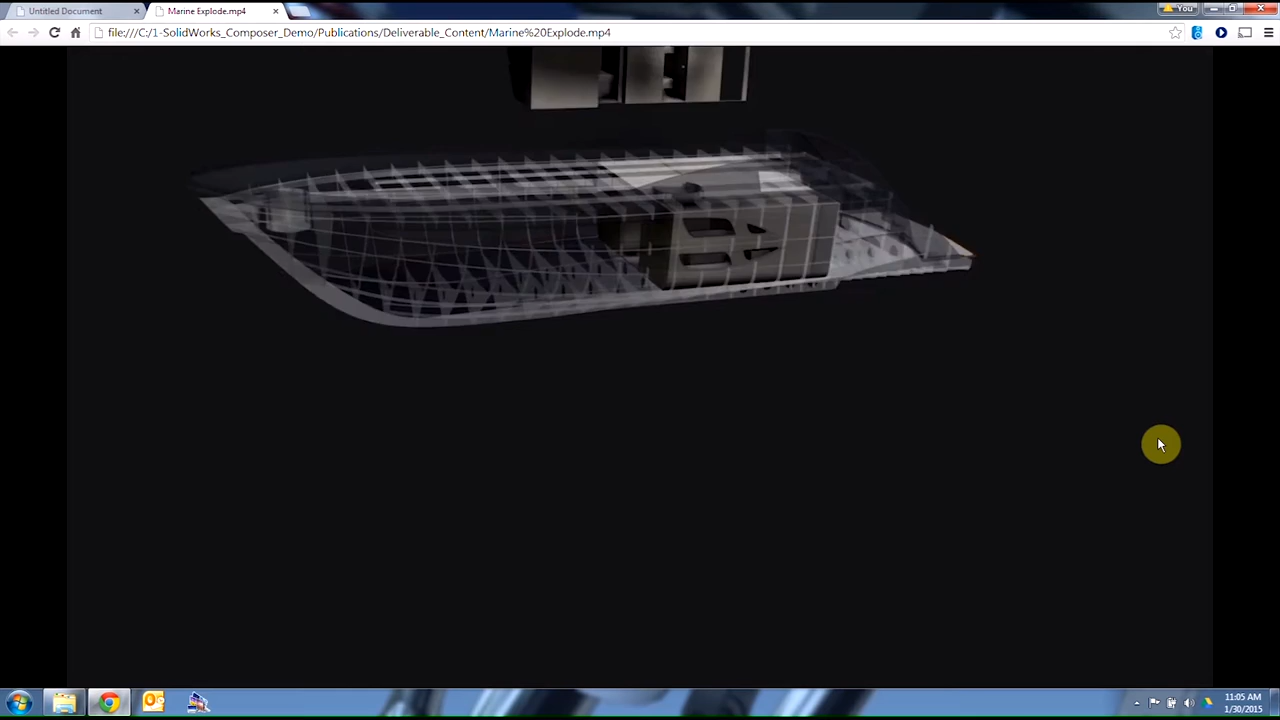 Untitled Document
Marine Explode.mp4
You
file:///C:/1-SolidWorks_Composer_Demo/Publications/Deliverable_Content/Marine%20Explode.mp4
11:05 AM
1/30/2015